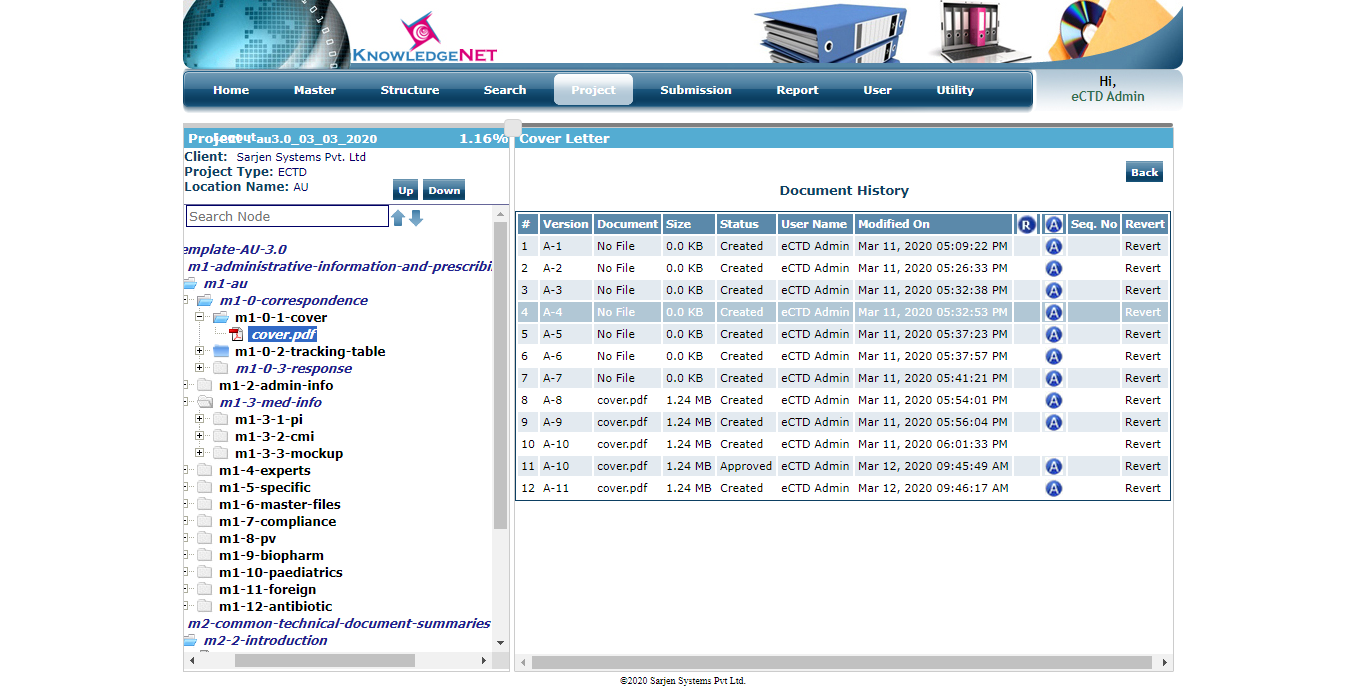 KNOWLEDGENET
Home Master Structure Search Project Submission Report User Utility
Hi,
eCTD Admin
Logout
Project : au3.0_03_03_2020 1.16%
Client: Sarjen Systems Pvt. Ltd
Project Type: ECTD
Location Name: AU
Up Down
Search Node
emplate-AU-3.0
m1-administrative-information-and-prescribi
m1-au
m1-0-correspondence
m1-0-1-cover
cover.pdf
m1-0-2-tracking-table
m1-0-3-response
m1-2-admin-info
m1-3-med-info
m1-3-1-pi
m1-3-2-cmi
m1-3-3-mockup
m1-4-experts
m1-5-specific
m1-6-master-files
m1-7-compliance
m1-8-pv
m1-9-biopharm
m1-10-paediatrics
m1-11-foreign
m1-12-antibiotic
m2-common-technical-document-summaries
m2-2-introduction
Cover Letter
Back
Document History
# Version Document Size Status User Name Modified On R A Seq. No Revert
1 A-1 No File 0.0 KB Created eCTD Admin Mar 11, 2020 05:09:22 PM A Revert
2 A-2 No File 0.0 KB Created eCTD Admin Mar 11, 2020 05:26:33 PM A Revert
3 A-3 No File 0.0 KB Created eCTD Admin Mar 11, 2020 05:32:38 PM A Revert
4 A-4 No File 0.0 KB Created eCTD Admin Mar 11, 2020 05:32:53 PM A Revert
5 A-5 No File 0.0 KB Created eCTD Admin Mar 11, 2020 05:37:23 PM A Revert
6 A-6 No File 0.0 KB Created eCTD Admin Mar 11, 2020 05:37:57 PM A Revert
7 A-7 No File 0.0 KB Created eCTD Admin Mar 11, 2020 05:41:21 PM A Revert
8 A-8 cover.pdf 1.24 MB Created eCTD Admin Mar 11, 2020 05:54:01 PM A Revert
9 A-9 cover.pdf 1.24 MB Created eCTD Admin Mar 11, 2020 05:56:04 PM A Revert
10 A-10 cover.pdf 1.24 MB Created eCTD Admin Mar 11, 2020 06:01:33 PM Revert
11 A-10 cover.pdf 1.24 MB Approved eCTD Admin Mar 12, 2020 09:45:49 AM A Revert
12 A-11 cover.pdf 1.24 MB Created eCTD Admin Mar 12, 2020 09:46:17 AM A Revert
©2020 Sarjen Systems Pvt Ltd.